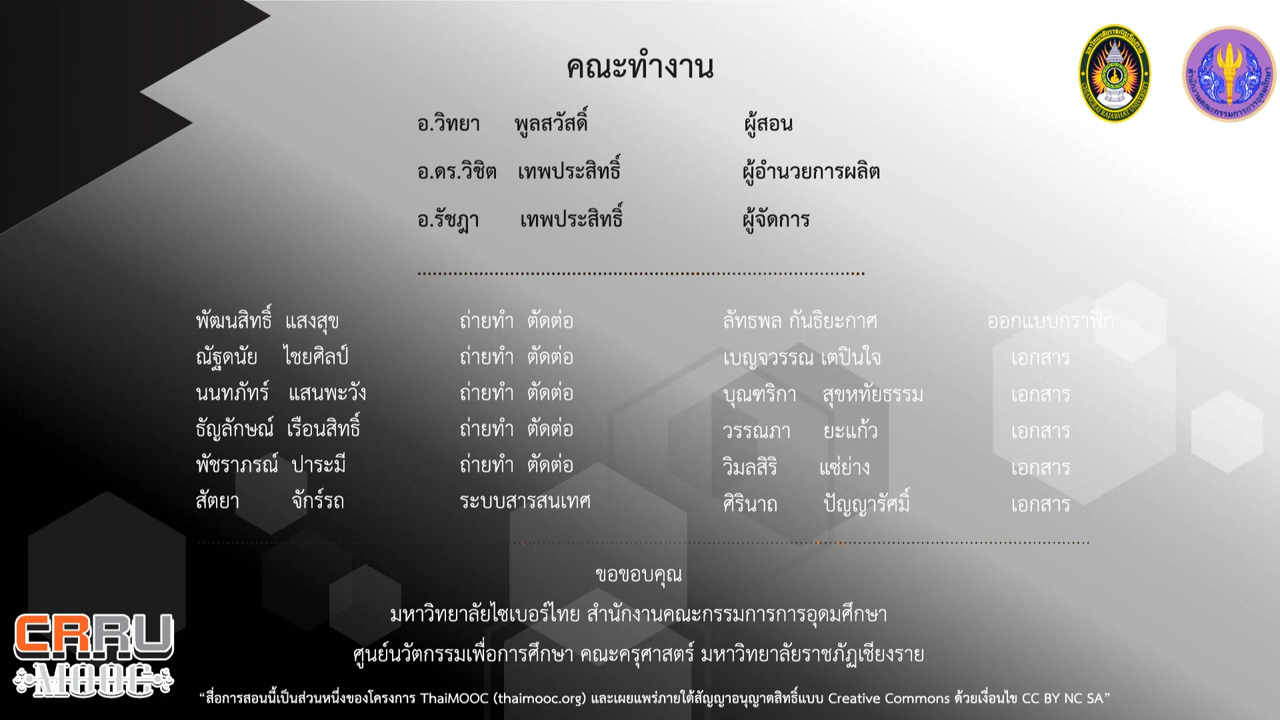 คณะทำงาน
อ.วิทยา พูลสวัสดิ์ ผู้สอน
อ.ดร.วิชิต เทพประสิทธิ์ ผู้อำนวยการผลิต
อ.รัชฎา เทพประสิทธิ์ ผู้จัดการ
พัฒนสิทธิ์ แสงสุข ถ่ายทำ ตัดต่อ ลัทธพล กันธิยะกาศ ออกแบบกราฟิก
ณัฐดนัย ไชยศิลป์ ถ่ายทำ ตัดต่อ เบญจวรรณ เตปินใจ เอกสาร
นนทภัทร์ แสนพะวัง ถ่ายทำ ตัดต่อ บุณฑริกา สุขหทัยธรรม เอกสาร
ธัญลักษณ์ เรือนสิทธิ์ ถ่ายทำ ตัดต่อ วรรณภา ยะแก้ว เอกสาร
พัชราภรณ์ ปาระมี ถ่ายทำ ตัดต่อ วิมลสิริ แซ่ย่าง เอกสาร
สัตยา จักร์รถ ระบบสารสนเทศ ศิรินาถ ปัญญารัศมิ์ เอกสาร
ขอขอบคุณ
มหาวิทยาลัยไซเบอร์ไทย สำนักงานคณะกรรมการการอุดมศึกษา
ศูนย์นวัตกรรมเพื่อการศึกษา คณะครุศาสตร์ มหาวิทยาลัยราชภัฏเชียงราย
CRRU
MOOC
“สื่อการสอนนี้เป็นส่วนหนึ่งของโครงการ ThaiMOOC (thaimooc.org) และเผยแพร่ภายใต้สัญญาอนุญาตสิทธิ์แบบ Creative Commons ด้วยเงื่อนไข CC BY NC SA”